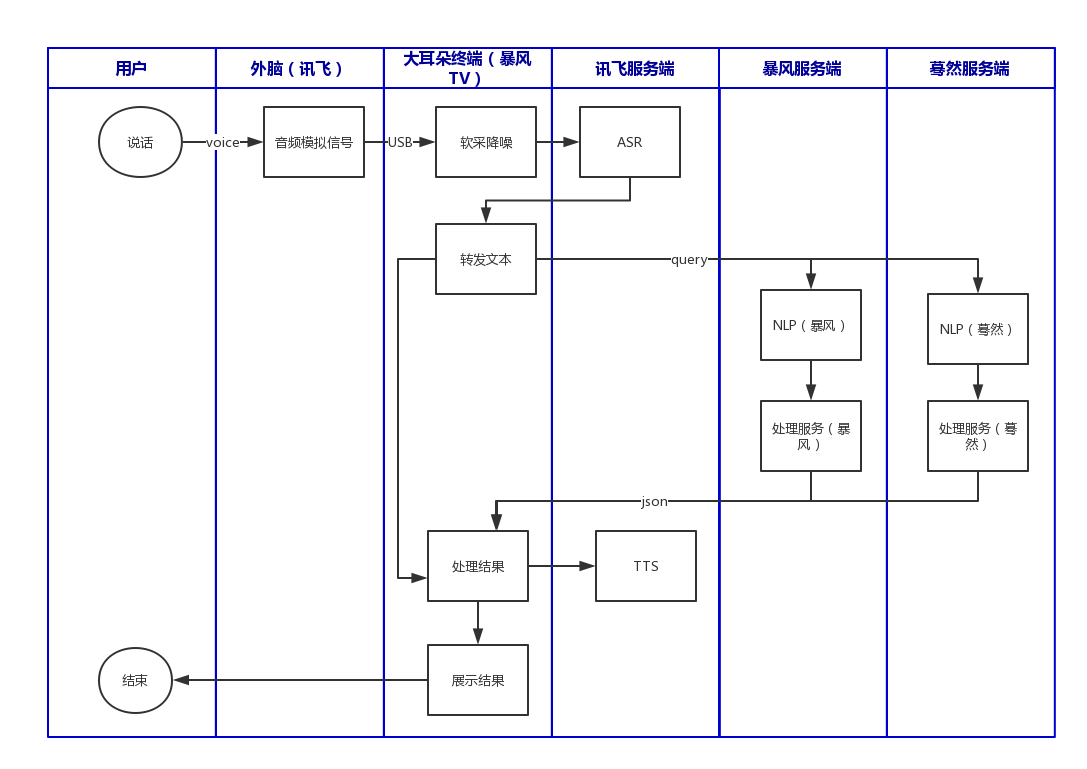 用户
外脑（讯飞）
大耳朵终端（暴风
TV）
讯飞服务端
暴风服务端
蓦然服务端
说话
voice
音频模拟信号
USB
软采降噪
ASR
转发文本
query
NLP（暴风）
NLP（蓦然）
处理服务（暴
风）
处理服务（蓦
然）
json
处理结果
TTS
结束
展示结果